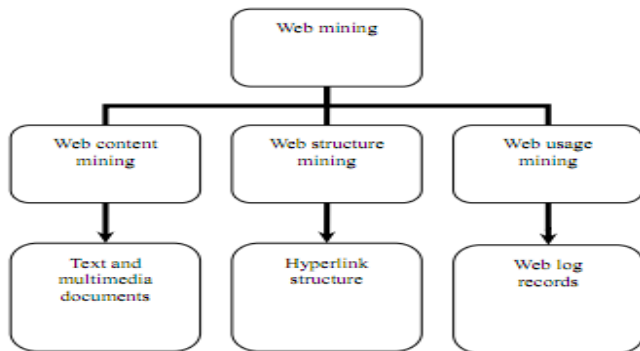 Web mining
Web content
mining
Web structure
mining
Web usage
mining
Text and
multimedia
documents
Hyperlink
structure
Web log
records